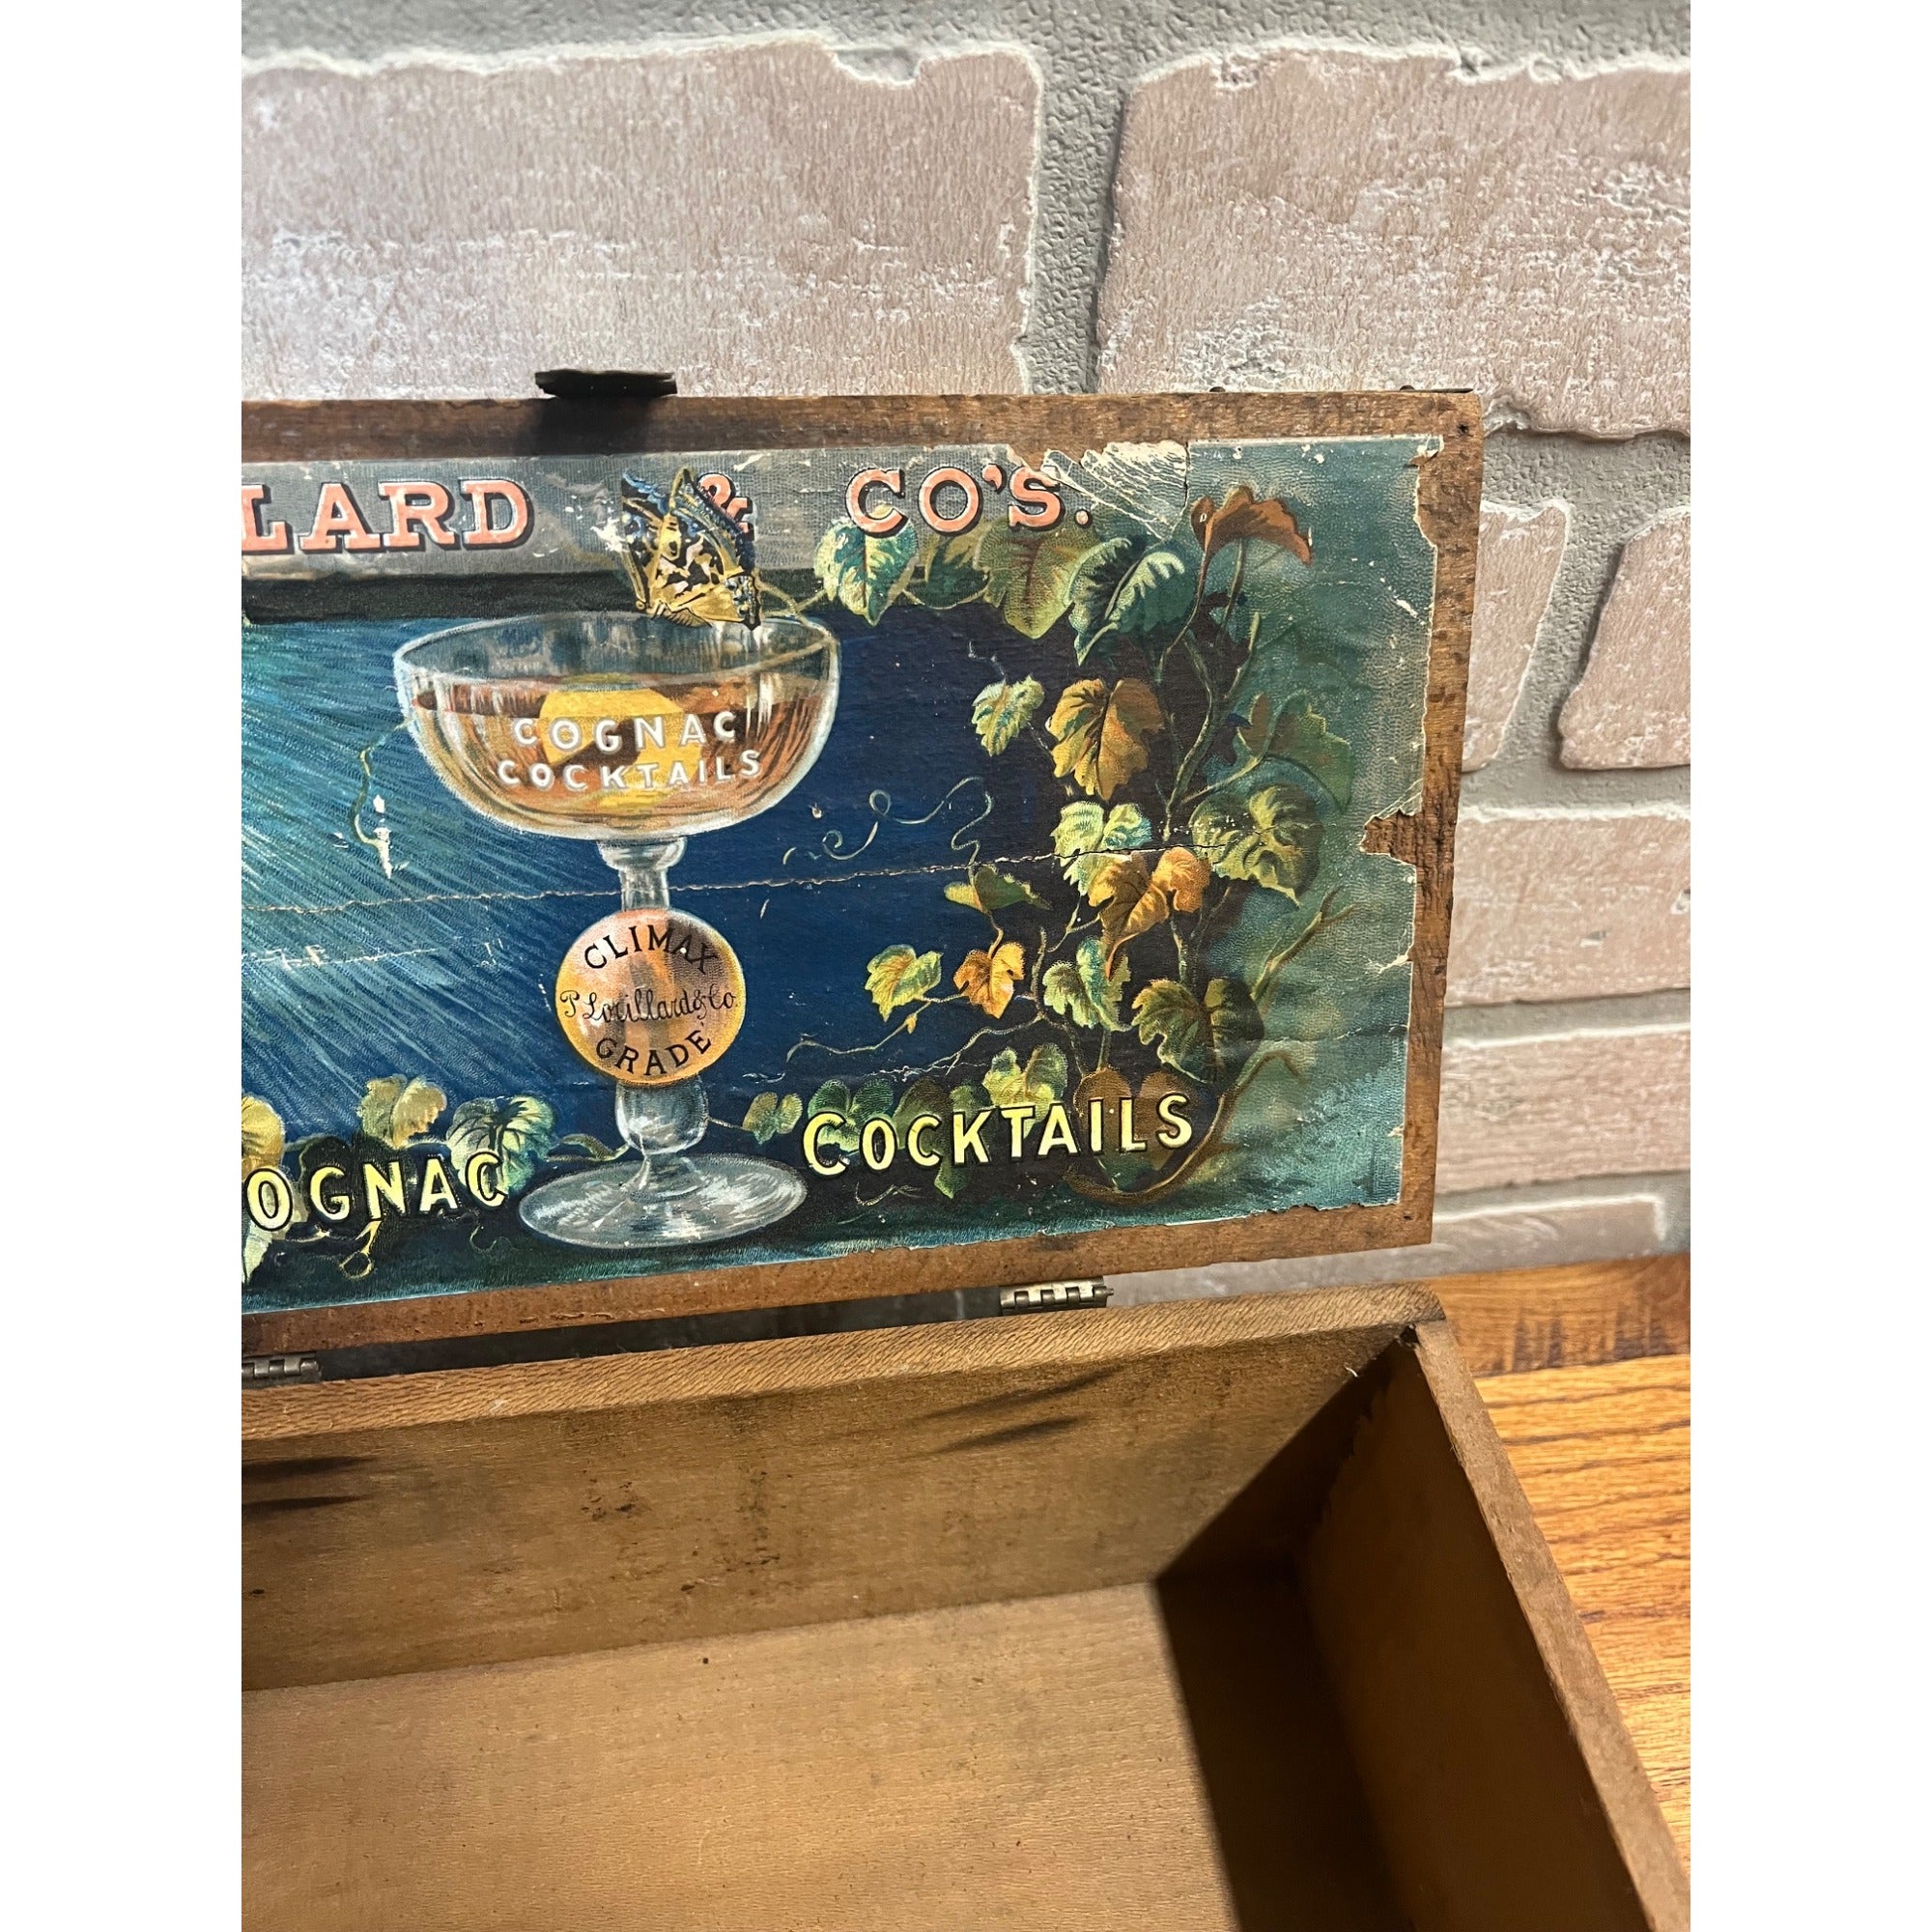 LARD & CO'S.
COGNAC
COCKTAILS
CLIMAX
P Lorillard & Co
GRADE
OGNAC COCKTAILS